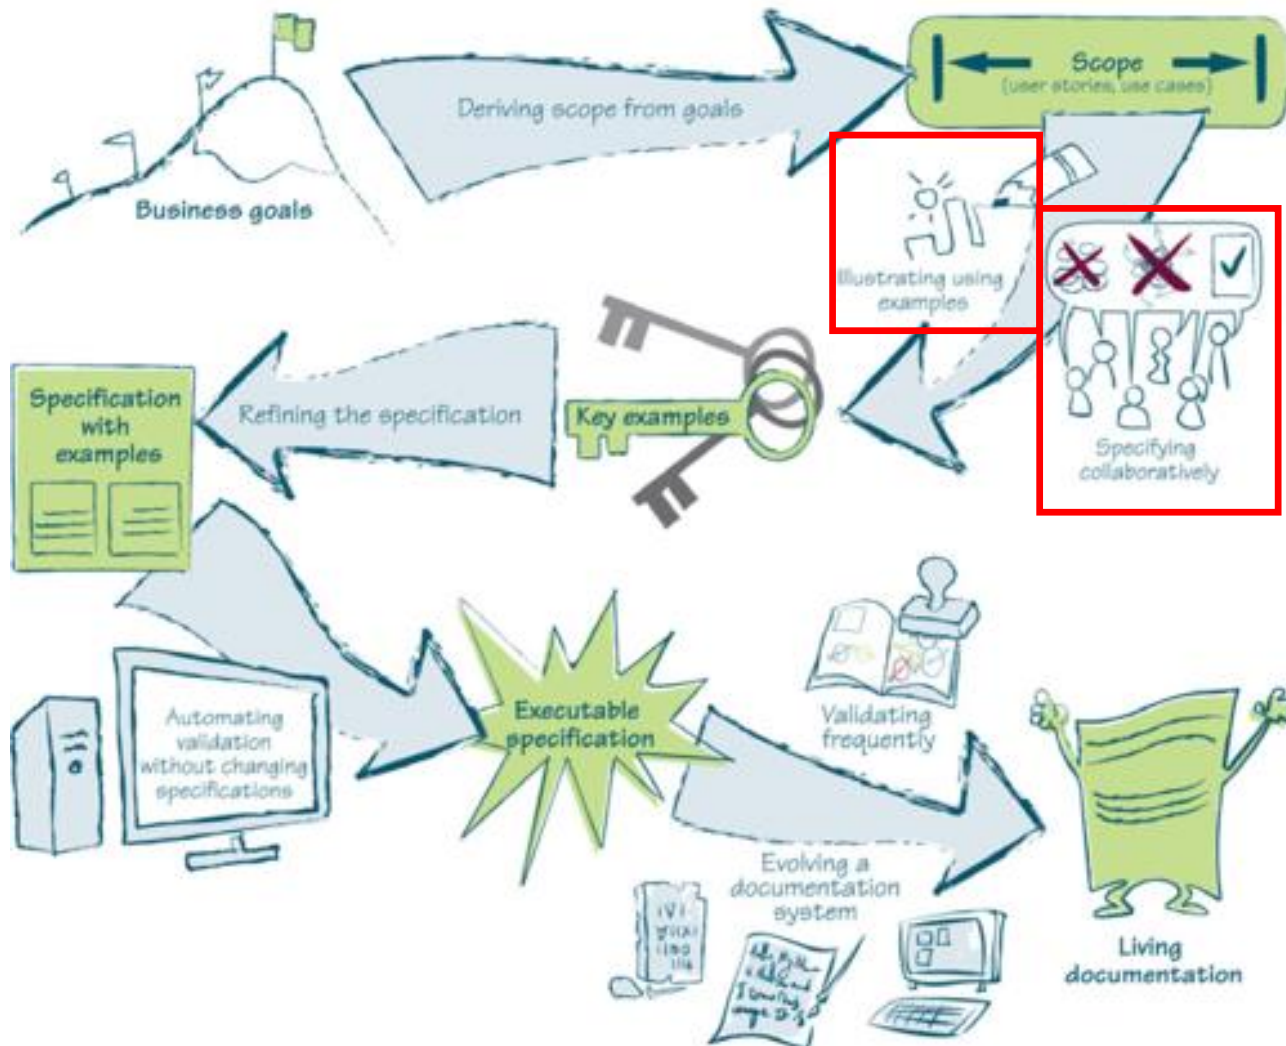 Scope
(user stories, use cases)
Deriving scope from goals
Business goals
Illustrating using
examples
Specifying
collaboratively
Key examples
Refining the specification
Specification
with
examples
Automating
validation
without changing
specifications
Executable
specification
Validating
frequently
Evolving a
documentation
system
Living
documentation